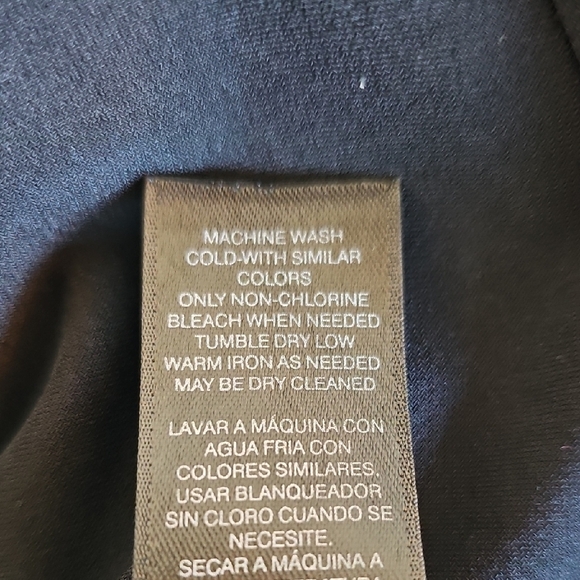 MACHINE WASH
COLD-WITH SIMILAR
COLORS
ONLY NON-CHLORINE
BLEACH WHEN NEEDED
TUMBLE DRY LOW
WARM IRON AS NEEDED
MAY BE DRY CLEANED
LAVAR A MÁQUINA CON
AGUA FRIA CON
COLORES SIMILARES.
USAR BLANQUEADOR
SIN CLORO CUANDO SE
NECESITE.
SECAR A MÁQUINA A